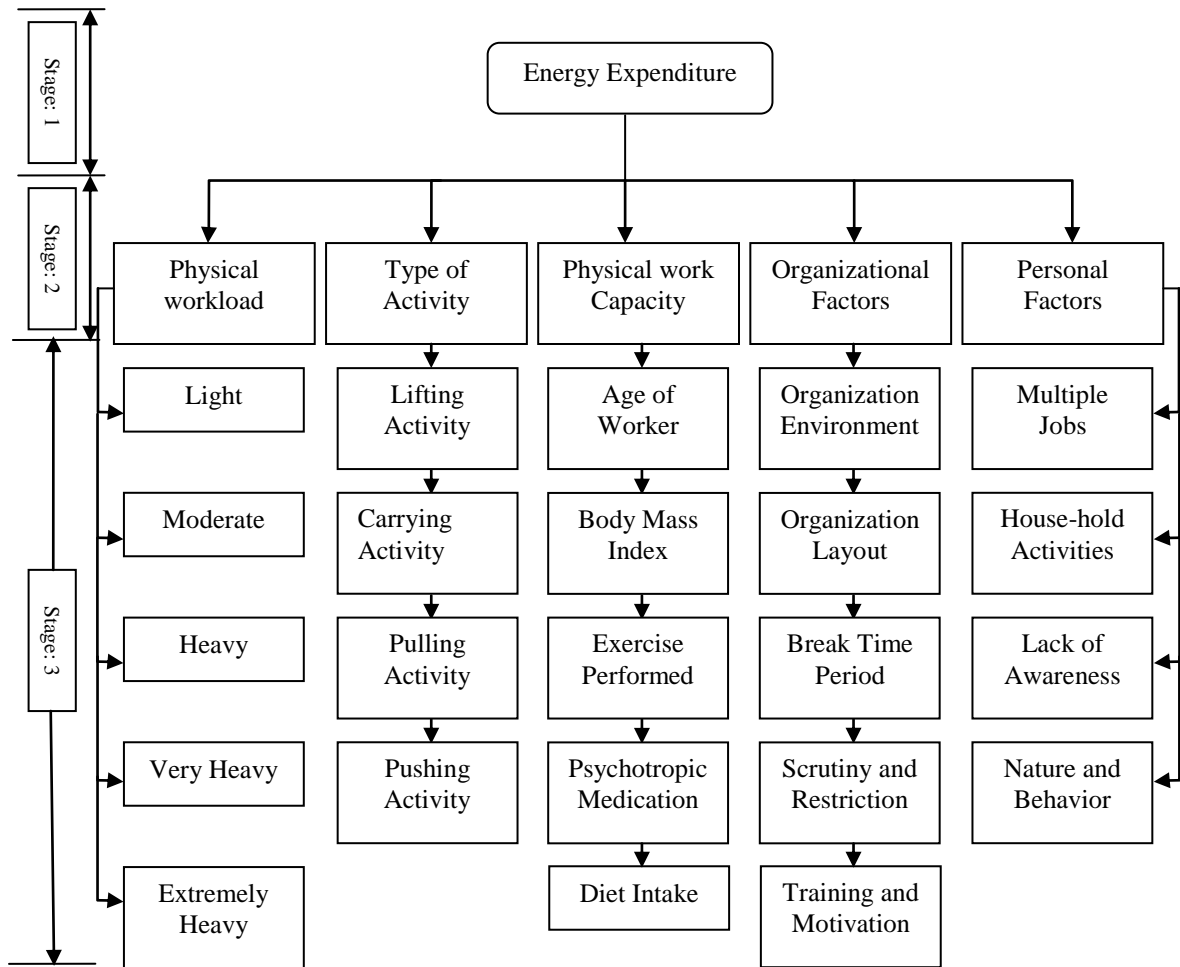 Stage: 1
Energy Expenditure
Stage: 2
Physical
workload
Type of
Activity
Physical work
Capacity
Organizational
Factors
Personal
Factors
Stage: 3
Light
Moderate
Heavy
Very Heavy
Extremely
Heavy
Lifting
Activity
Carrying
Activity
Pulling
Activity
Pushing
Activity
Age of
Worker
Body Mass
Index
Exercise
Performed
Psychotropic
Medication
Diet Intake
Organization
Environment
Organization
Layout
Break Time
Period
Scrutiny and
Restriction
Training and
Motivation
Multiple
Jobs
House-hold
Activities
Lack of
Awareness
Nature and
Behavior